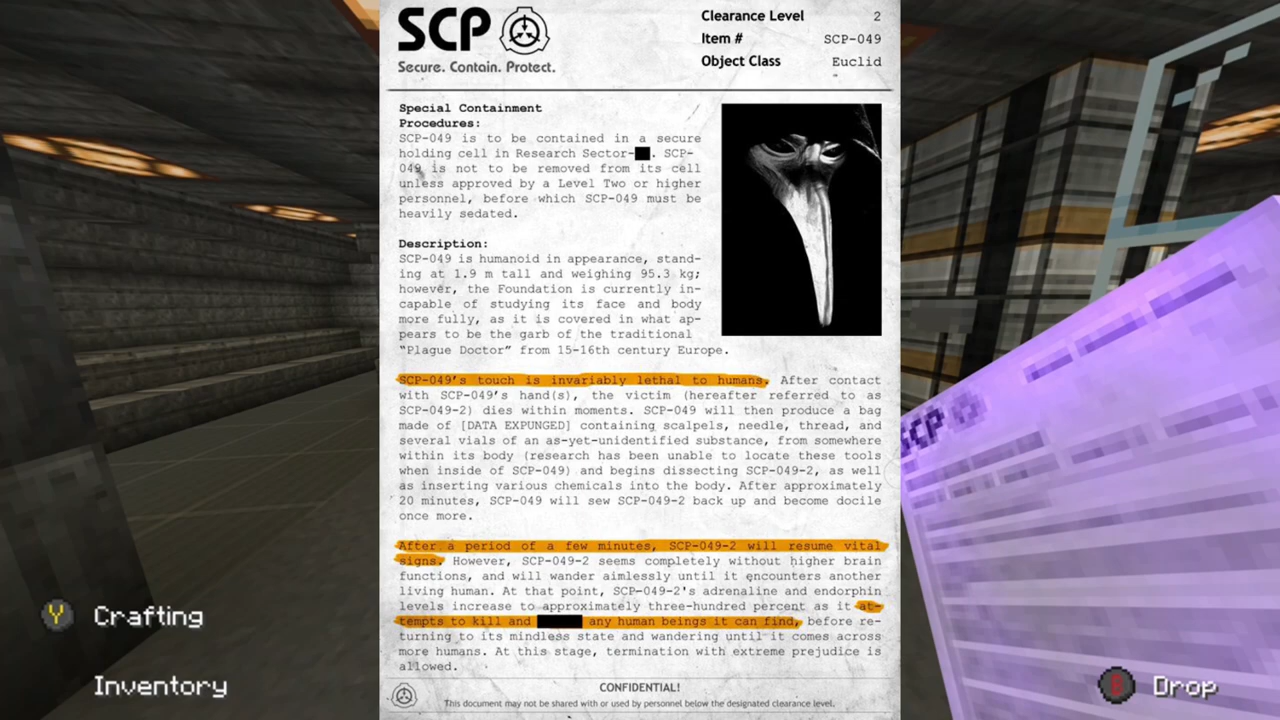 SCP
Secure. Contain. Protect.
Clearance Level 2
Item # SCP-049
Object Class Euclid
Special Containment
Procedures:
SCP-049 is to be contained in a secure
holding cell in Research Sector-██. SCP-
049 is not to be removed from its cell
unless approved by a Level Two or higher
personnel, before which SCP-049 must be
heavily sedated.
Description:
SCP-049 is humanoid in appearance, stand-
ing at 1.9 m tall and weighing 95.3 kg;
however, the Foundation is currently in-
capable of studying its face and body
more fully, as it is covered in what ap-
pears to be the garb of the traditional
“Plague Doctor” from 15-16th century Europe.
SCP-049’s touch is invariably lethal to humans. After contact
with SCP-049’s hand(s), the victim (hereafter referred to as
SCP-049-2) dies within moments. SCP-049 will then produce a bag
made of [DATA EXPUNGED] containing scalpels, needle, thread, and
several vials of an as-yet-unidentified substance, from somewhere
within its body (research has been unable to locate these tools
when inside of SCP-049) and begins dissecting SCP-049-2, as well
as inserting various chemicals into the body. After approximately
20 minutes, SCP-049 will sew SCP-049-2 back up and become docile
once more.
After a period of a few minutes, SCP-049-2 will resume vital
signs. However, SCP-049-2 seems completely without higher brain
functions, and will wander aimlessly until it encounters another
living human. At that point, SCP-049-2's adrenaline and endorphin
levels increase to approximately three-hundred percent as it at-
tempts to kill and ████ any human beings it can find, before re-
turning to its mindless state and wandering until it comes across
more humans. At this stage, termination with extreme prejudice is
allowed.
CONFIDENTIAL!
This document may not be shared with or used by personnel below the designated clearance level.
SCP
Y Crafting
Inventory
B Drop